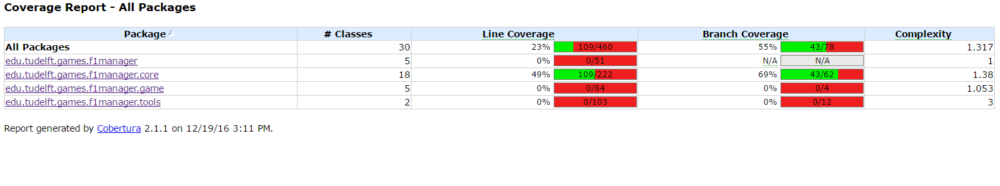 Coverage Report - All Packages
Package # Classes Line Coverage Branch Coverage Complexity
All Packages 30 23% 109/460 55% 43/78 1.317
edu.tudelft.games.f1manager 5 0% 0/51 N/A N/A 1
edu.tudelft.games.f1manager.core 18 49% 109/222 69% 43/62 1.38
edu.tudelft.games.f1manager.game 5 0% 0/84 0% 0/4 1.053
edu.tudelft.games.f1manager.tools 2 0% 0/103 0% 0/12 3
Report generated by Cobertura 2.1.1 on 12/19/16 3:11 PM.